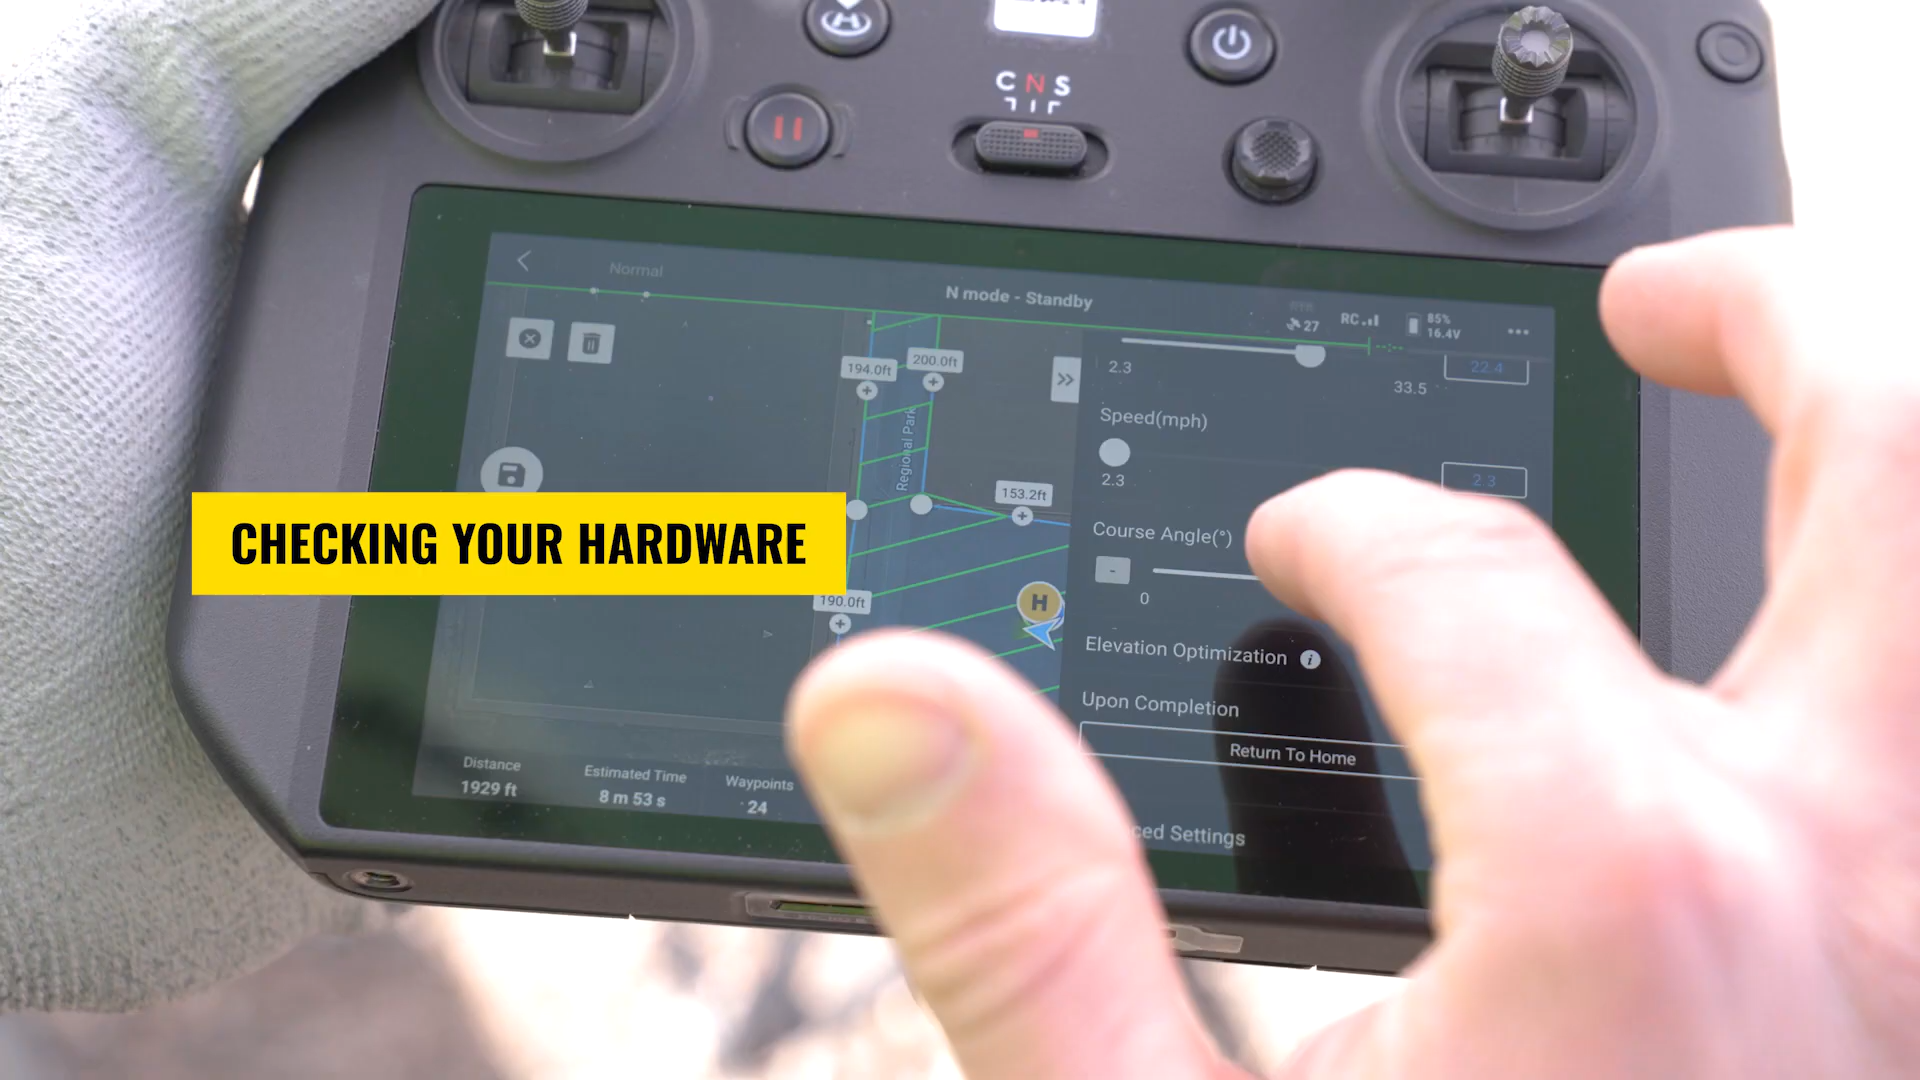 C N S
Normal
N mode - Standby
27
RC
85%
16.4V
194.0ft
200.0ft
2.3
33.5
22.4
Regional Park
Speed(mph)
2.3
2.3
153.2ft
Course Angle(°)
-
0
CHECKING YOUR HARDWARE
190.0ft
H
Elevation Optimization
Upon Completion
Return To Home
Distance
1929 ft
Estimated Time
8 m 53 s
Waypoints
24
Settings